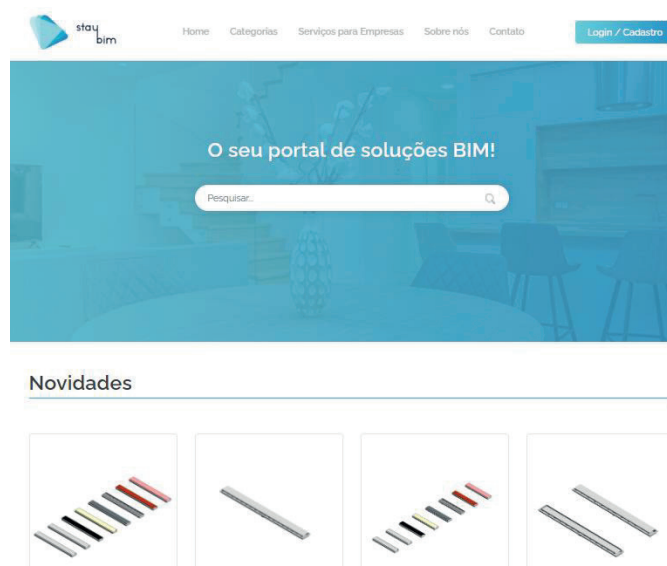 stay
bim
Home Categorias Serviços para Empresas Sobre nós Contato Login / Cadastro
O seu portal de soluções BIM!
Pesquisar..
Novidades